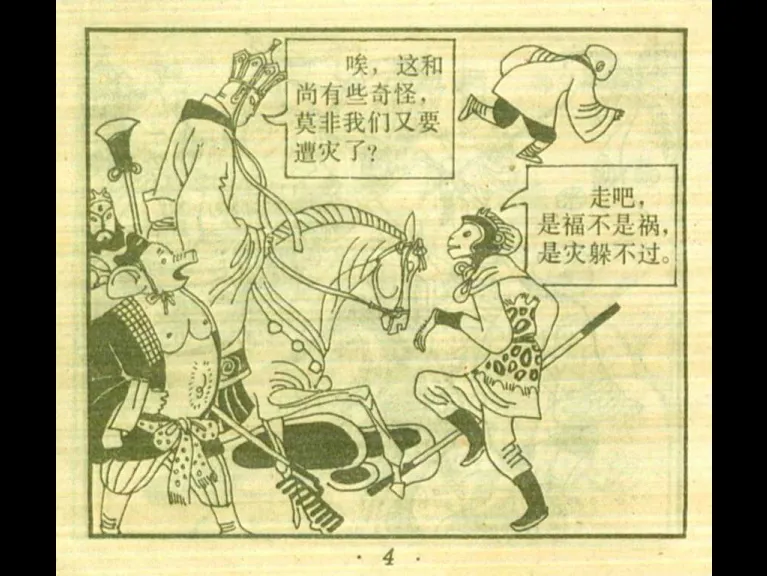 唉，这和
尚有些奇怪，
莫非我们又要
遭灾了？
走吧，
是福不是祸，
是灾躲不过。
· 4 ·